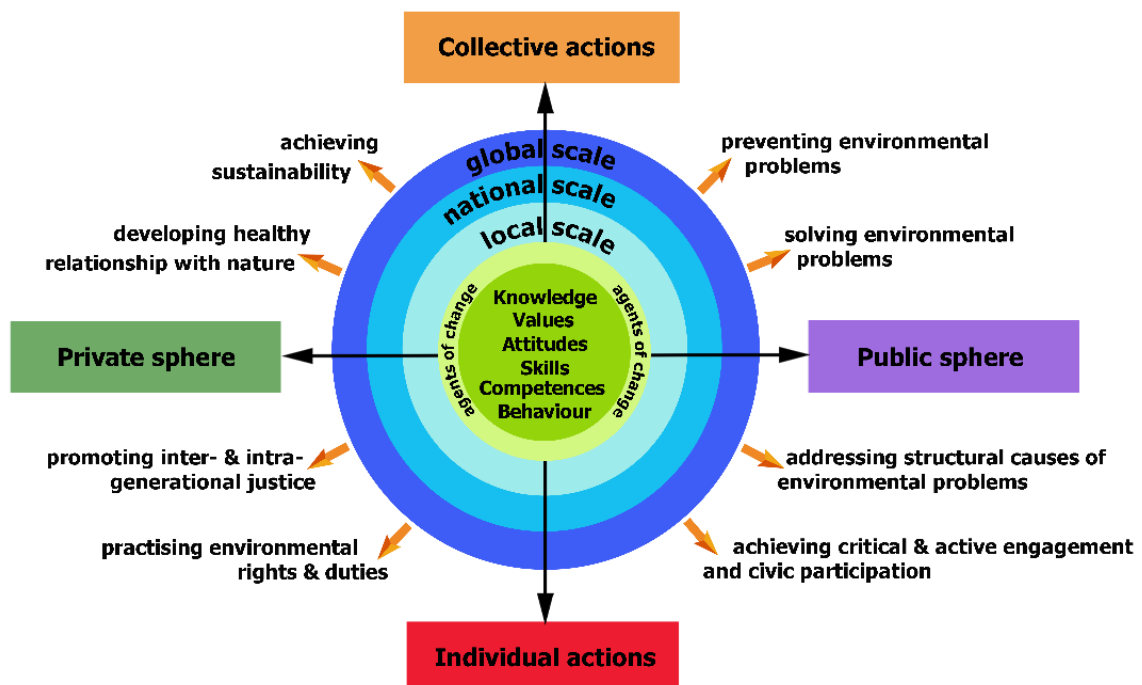 Collective actions
achieving
sustainability
preventing environmental
problems
global scale
national scale
local scale
developing healthy
relationship with nature
solving environmental
problems
agents of change
Knowledge
Values
Attitudes
Skills
Competences
Behaviour
agents of change
Private sphere
Public sphere
promoting inter- & intra-
generational justice
addressing structural causes of
environmental problems
practising environmental
rights & duties
achieving critical & active engagement
and civic participation
Individual actions